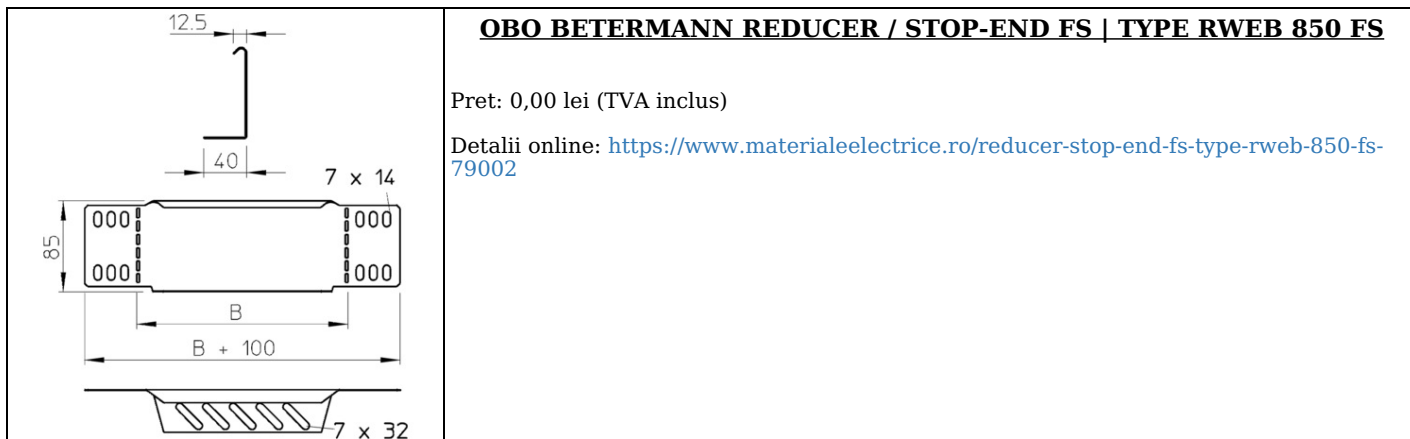 12.5
40
7 x 14
85
B
B + 100
7 x 32
OBO BETERMANN REDUCER / STOP-END FS | TYPE RWEB 850 FS
Pret: 0,00 lei (TVA inclus)
Detalii online: https://www.materialeelectrice.ro/reducer-stop-end-fs-type-rweb-850-fs-
79002